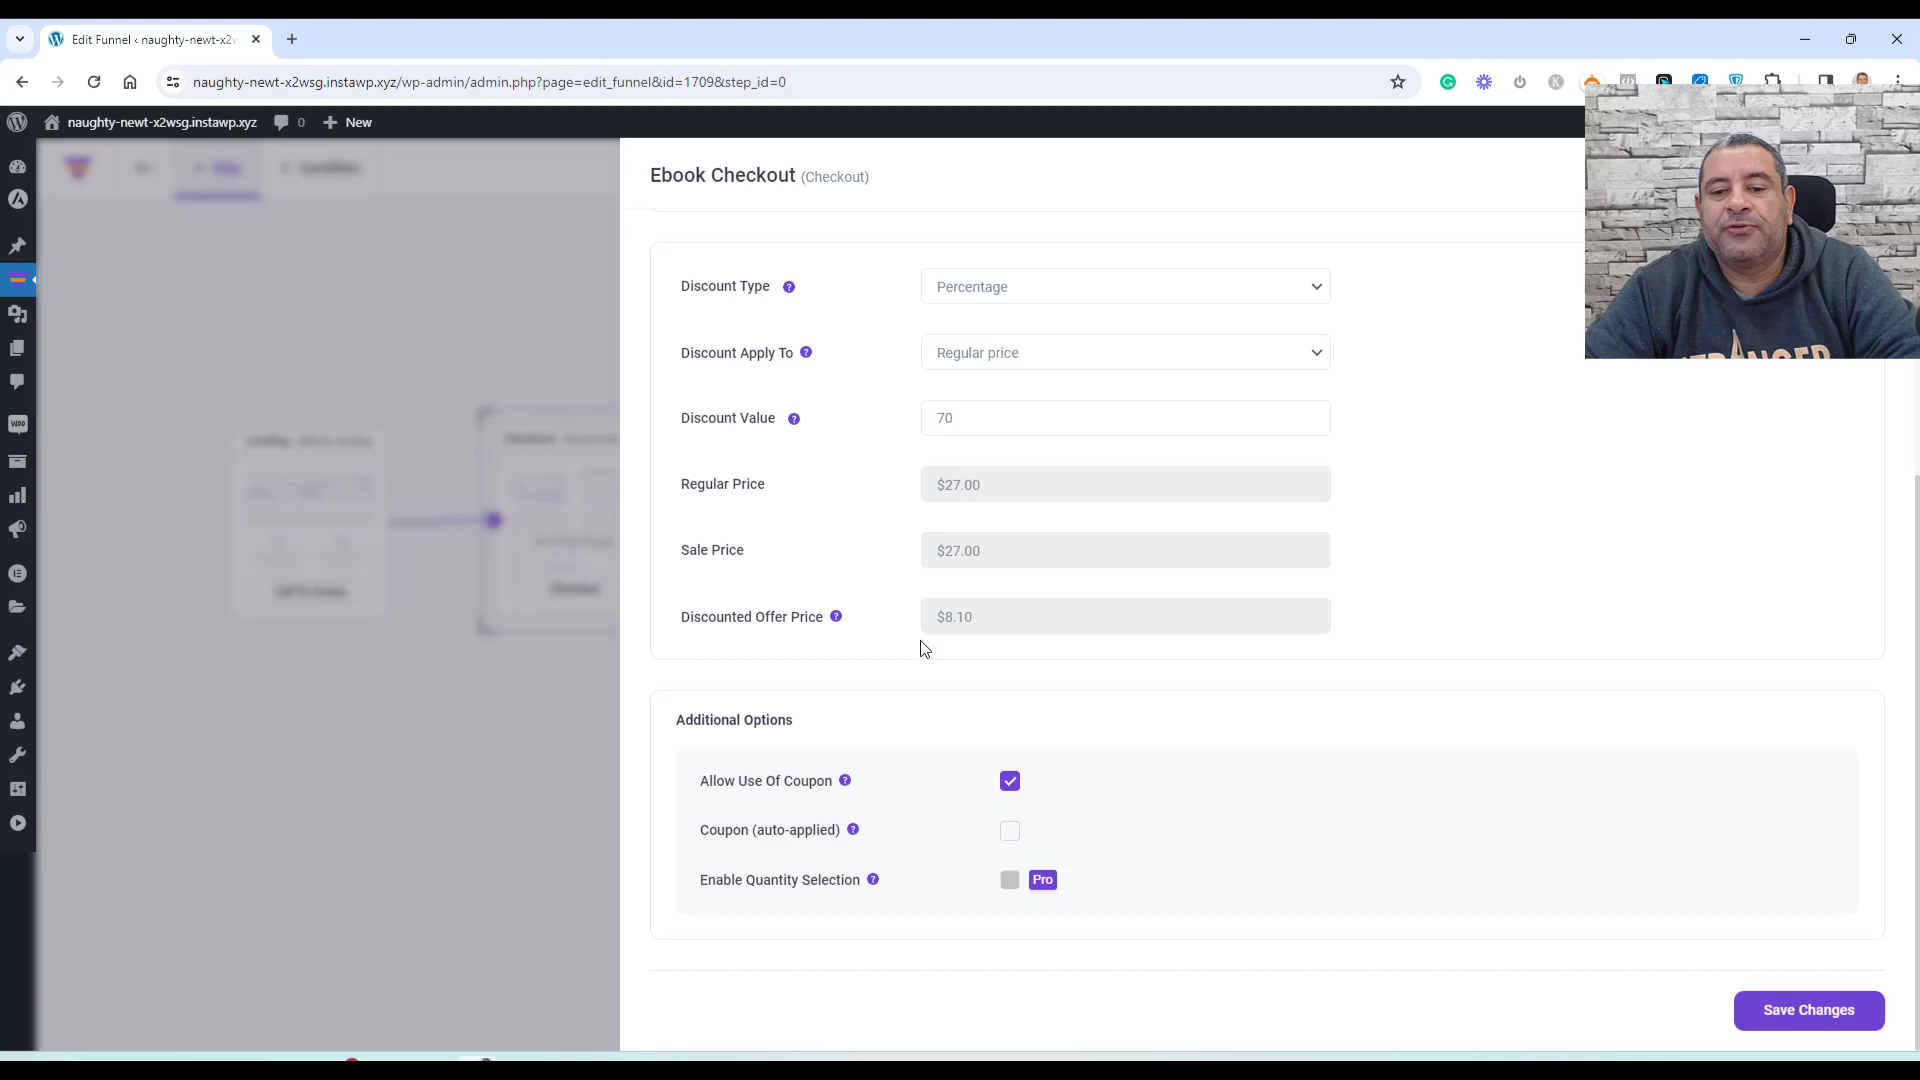 Edit Funnel ‹ naughty-newt-x2w
naughty-newt-x2wsg.instawp.xyz/wp-admin/admin.php?page=edit_funnel&id=1709&step_id=0
naughty-newt-x2wsg.instawp.xyz
0
New
Ebook Checkout (Checkout)
Discount Type ?
Percentage
Discount Apply To ?
Regular price
Discount Value ?
70
Regular Price
$27.00
Sale Price
$27.00
Discounted Offer Price ?
$8.10
Additional Options
Allow Use Of Coupon ?
Coupon (auto-applied) ?
Enable Quantity Selection ?
Pro
Save Changes
WOO